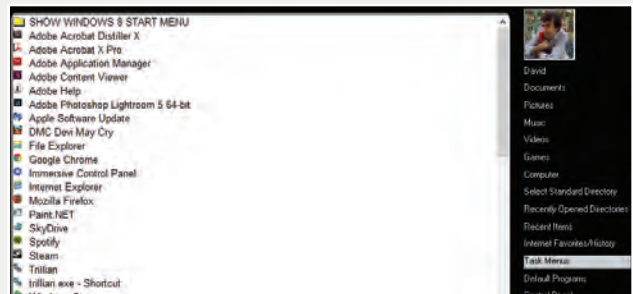 SHOW WINDOWS 8 START MENU
Adobe Acrobat Distiller X
Adobe Acrobat X Pro
Adobe Application Manager
Adobe Content Viewer
Adobe Help
Adobe Photoshop Lightroom 5 64-bit
Apple Software Update
DMC Devi May Cry
File Explorer
Google Chrome
Immersive Control Panel
Internet Explorer
Mozilla Firefox
Paint.NET
SkyDrive
Spotify
Steam
Trillian
trillian.exe - Shortcut
David
Documents
Pictures
Music
Videos
Games
Computer
Select Standard Directory
Recently Opened Directories
Recent Items
Internet Favorites/History
Task Menus
Default Programs